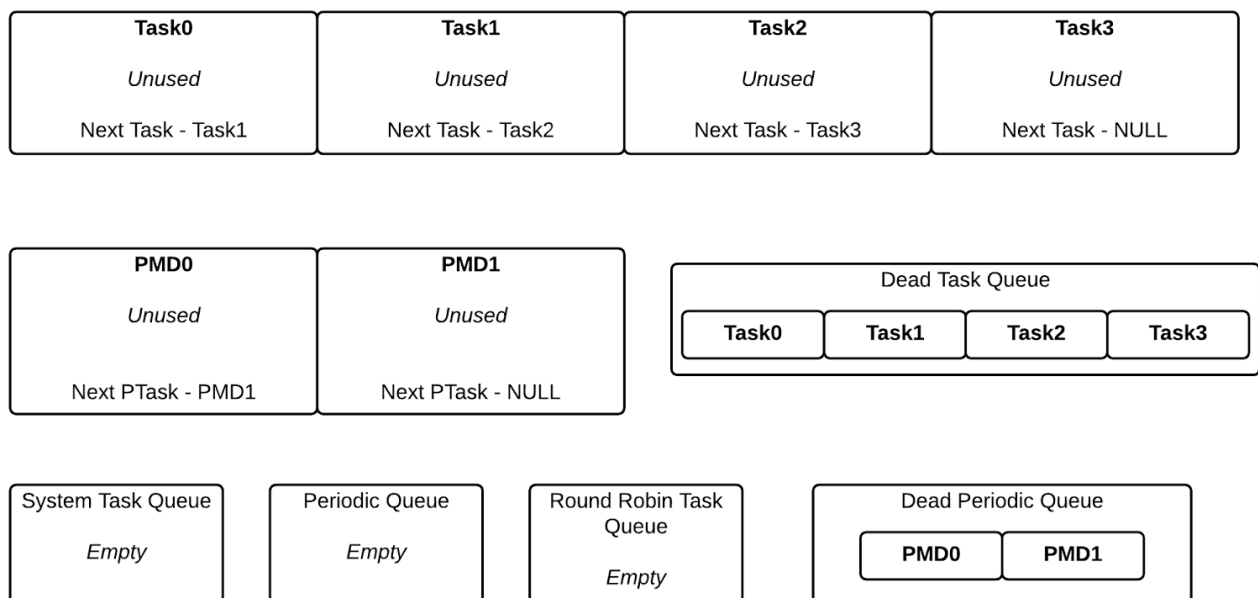 Task0
Unused
Next Task - Task1
Task1
Unused
Next Task - Task2
Task2
Unused
Next Task - Task3
Task3
Unused
Next Task - NULL
PMD0
Unused
Next PTask - PMD1
PMD1
Unused
Next PTask - NULL
Dead Task Queue
Task0
Task1
Task2
Task3
System Task Queue
Empty
Periodic Queue
Empty
Round Robin Task
Queue
Empty
Dead Periodic Queue
PMD0
PMD1